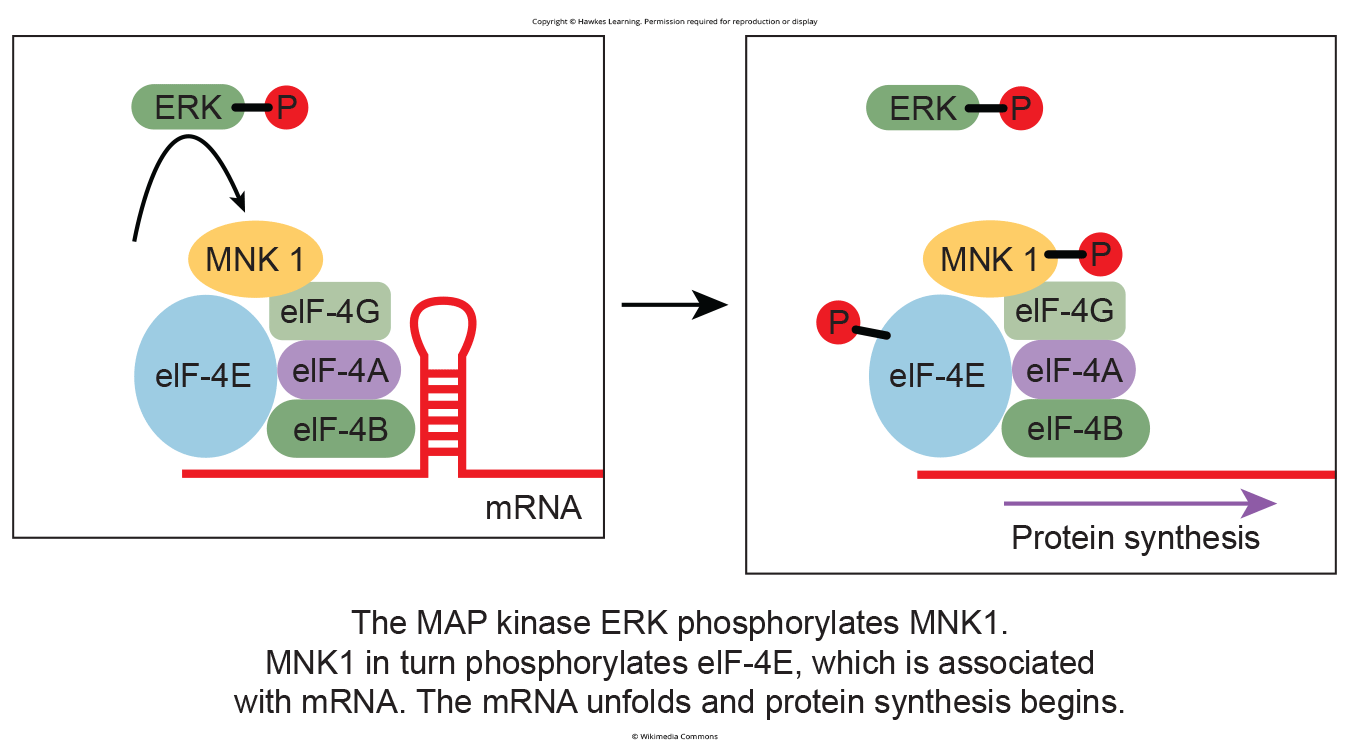 Copyright © Hawkes Learning. Permission required for reproduction or display
ERK P
MNK 1
eIF-4G
eIF-4E
eIF-4A
eIF-4B
mRNA
ERK P
MNK 1 P
P
eIF-4G
eIF-4E
eIF-4A
eIF-4B
Protein synthesis
The MAP kinase ERK phosphorylates MNK1.
MNK1 in turn phosphorylates eIF-4E, which is associated
with mRNA. The mRNA unfolds and protein synthesis begins.
© Wikimedia Commons